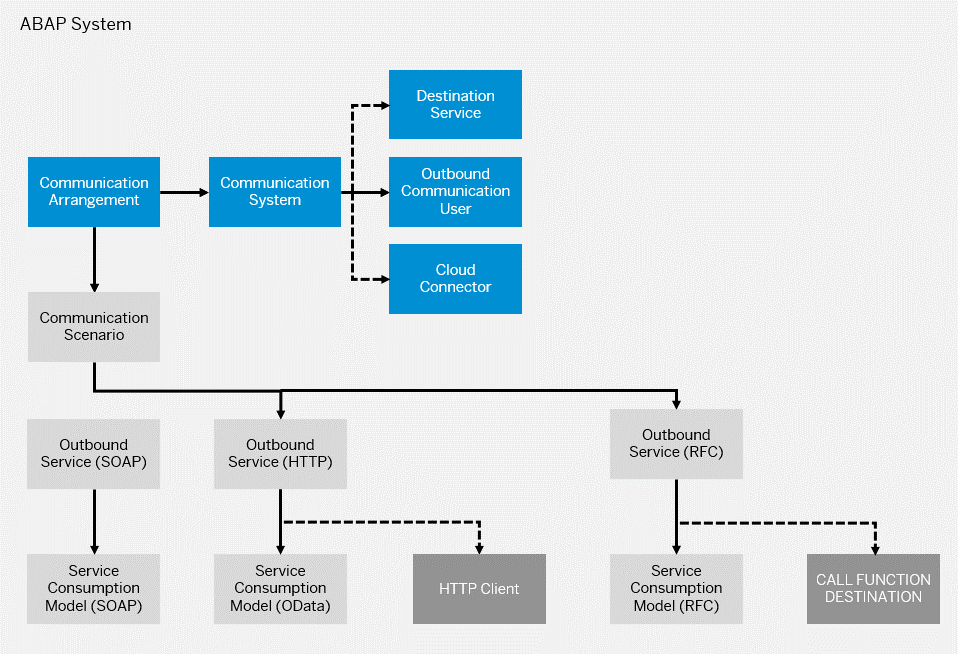 ABAP System
Destination
Service
Communication
Arrangement
Communication
System
Outbound
Communication
User
Cloud
Connector
Communication
Scenario
Outbound
Service (SOAP)
Outbound
Service (HTTP)
Outbound
Service (RFC)
Service
Consumption
Model (SOAP)
Service
Consumption
Model (OData)
HTTP Client
Service
Consumption
Model (RFC)
CALL FUNCTION
DESTINATION